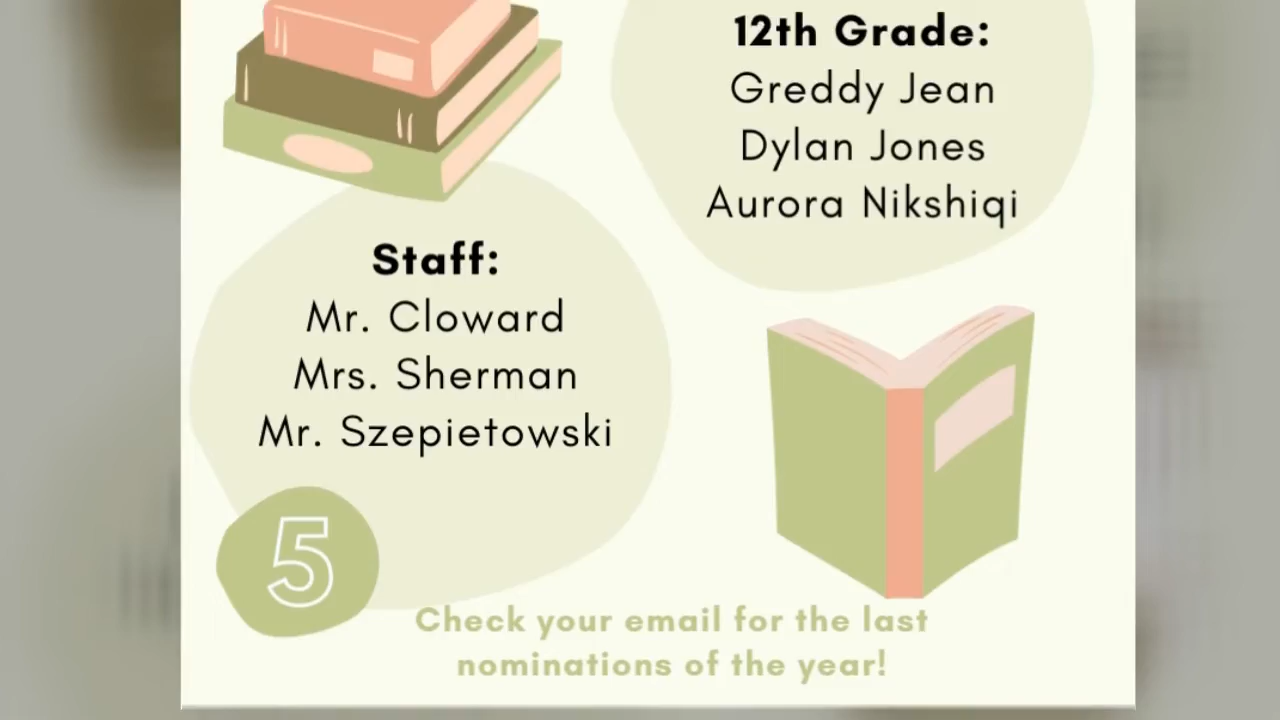 12th Grade:
Greddy Jean
Dylan Jones
Aurora Nikshiqi
Staff:
Mr. Cloward
Mrs. Sherman
Mr. Szepietowski
5
Check your email for the last
nominations of the year!